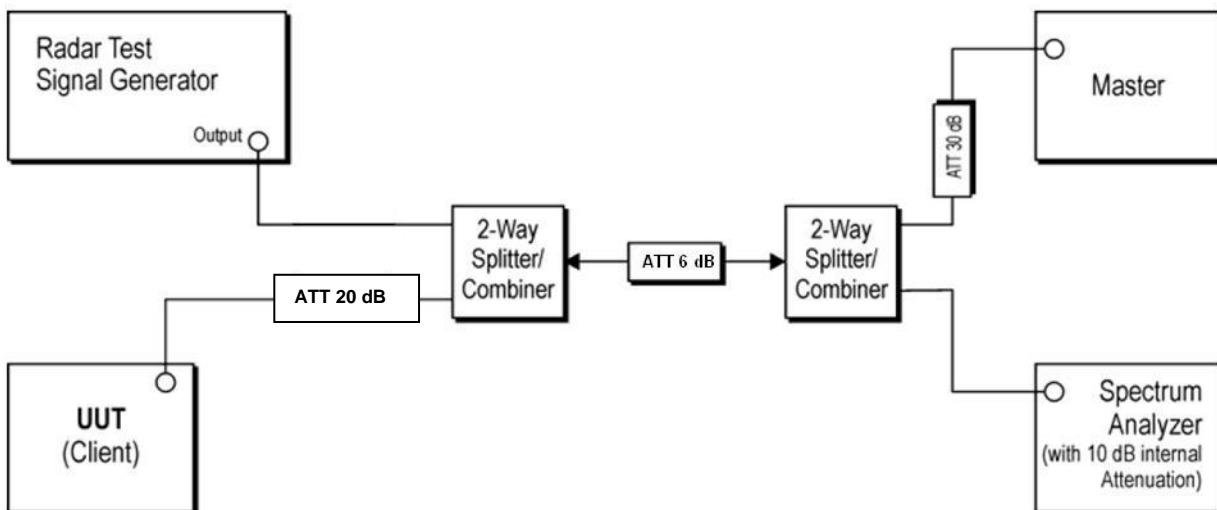 Radar Test
Signal Generator
Output
Master
ATT 30 dB
2-Way
Splitter/
Combiner
ATT 6 dB
2-Way
Splitter/
Combiner
ATT 20 dB
UUT
(Client)
Spectrum
Analyzer
(with 10 dB internal
Attenuation)